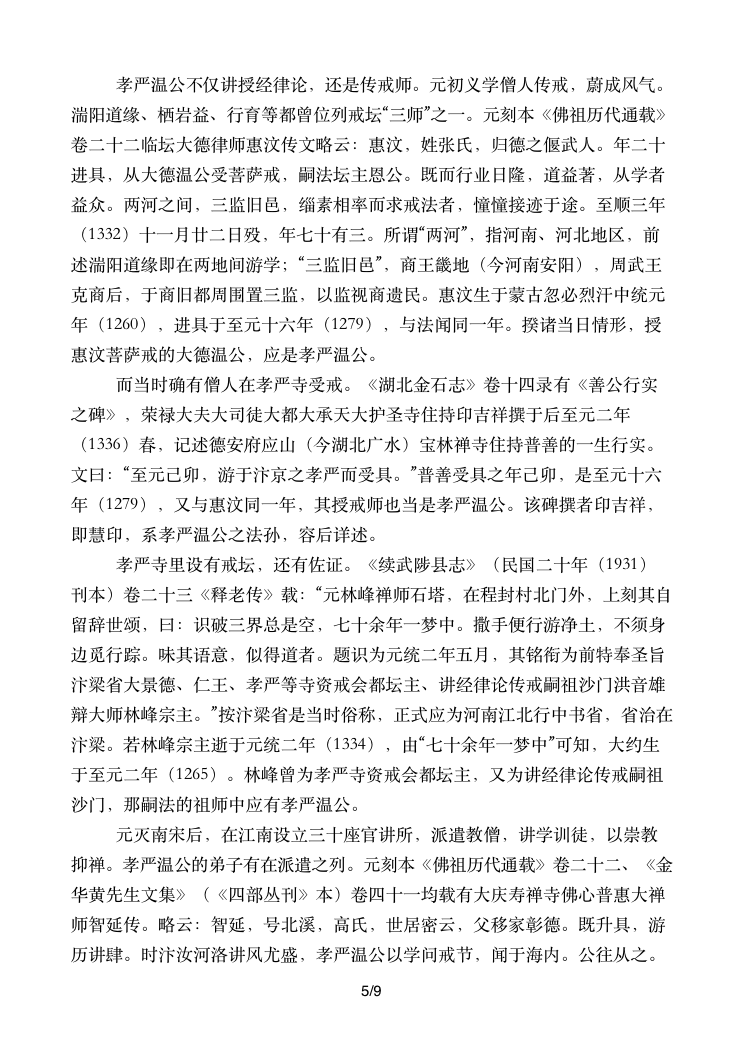 孝严温公不仅讲授经律论，还是传戒师。元初义学僧人传戒，蔚成风气。
湍阳道缘、栖岩益、行育等都曾位列戒坛“三师”之一。元刻本《佛祖历代通载》
卷二十二临坛大德律师惠汶传文略云：惠汶，姓张氏，归德之偃武人。年二十
进具，从大德温公受菩萨戒，嗣法坛主恩公。既而行业日隆，道益著，从学者
益众。两河之间，三监旧邑，缁素相率而求戒法者，憧憧接迹于途。至顺三年
（1332）十一月廿二日殁，年七十有三。所谓“两河”，指河南、河北地区，前
述湍阳道缘即在两地间游学；“三监旧邑”，商王畿地（今河南安阳），周武王
克商后，于商旧都周围置三监，以监视商遗民。惠汶生于蒙古忽必烈汗中统元
年（1260），进具于至元十六年（1279），与法闻同一年。揆诸当日情形，授
惠汶菩萨戒的大德温公，应是孝严温公。
而当时确有僧人在孝严寺受戒。《湖北金石志》卷十四录有《善公行实
之碑》，荣禄大夫大司徒大都大承天大护圣寺住持印吉祥撰于后至元二年
（1336）春，记述德安府应山（今湖北广水）宝林禅寺住持普善的一生行实。
文曰：“至元己卯，游于汴京之孝严而受具。”普善受具之年己卯，是至元十六
年（1279），又与惠汶同一年，其授戒师也当是孝严温公。该碑撰者印吉祥，
即慧印，系孝严温公之法孙，容后详述。
孝严寺里设有戒坛，还有佐证。《续武陟县志》（民国二十年（1931）
刊本）卷二十三《释老传》载：“元林峰禅师石塔，在程封村北门外，上刻其自
留辞世颂，曰：识破三界总是空，七十余年一梦中。撒手便行游净土，不须身
边觅行踪。味其语意，似得道者。题识为元统二年五月，其铭衔为前特奉圣旨
汴梁省大景德、仁王、孝严等寺资戒会都坛主、讲经律论传戒嗣祖沙门洪音雄
辩大师林峰宗主。”按汴梁省是当时俗称，正式应为河南江北行中书省，省治在
汴梁。若林峰宗主逝于元统二年（1334），由“七十余年一梦中”可知，大约生
于至元二年（1265）。林峰曾为孝严寺资戒会都坛主，又为讲经律论传戒嗣祖
沙门，那嗣法的祖师中应有孝严温公。
元灭南宋后，在江南设立三十座官讲所，派遣教僧，讲学训徒，以崇教
抑禅。孝严温公的弟子有在派遣之列。元刻本《佛祖历代通载》卷二十二、《金
华黄先生文集》（《四部丛刊》本）卷四十一均载有大庆寿禅寺佛心普惠大禅
师智延传。略云：智延，号北溪，高氏，世居密云，父移家彰德。既升具，游
历讲肆。时汴汝河洛讲风尤盛，孝严温公以学问戒节，闻于海内。公往从之。
5/9